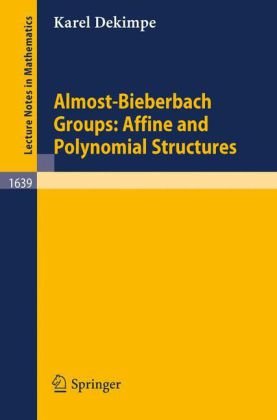 Karel Dekimpe
Lecture Notes in Mathematics
1639
Almost-Bieberbach
Groups: Affine and
Polynomial Structures
Springer